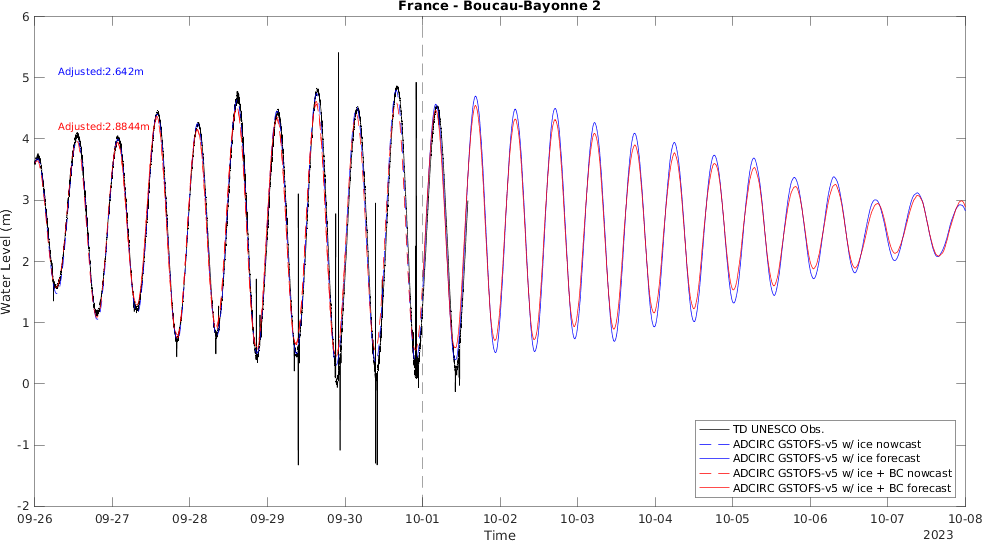 France - Boucau-Bayonne 2
6
5
4
3
2
1
0
-1
-2
Water Level (m)
Adjusted:2.642m
Adjusted:2.8844m
TD UNESCO Obs.
ADCIRC GSTOFS-v5 w/ ice nowcast
ADCIRC GSTOFS-v5 w/ ice forecast
ADCIRC GSTOFS-v5 w/ ice + BC nowcast
ADCIRC GSTOFS-v5 w/ ice + BC forecast
09-26 09-27 09-28 09-29 09-30 10-01 10-02 10-03 10-04 10-05 10-06 10-07 10-08
Time
2023